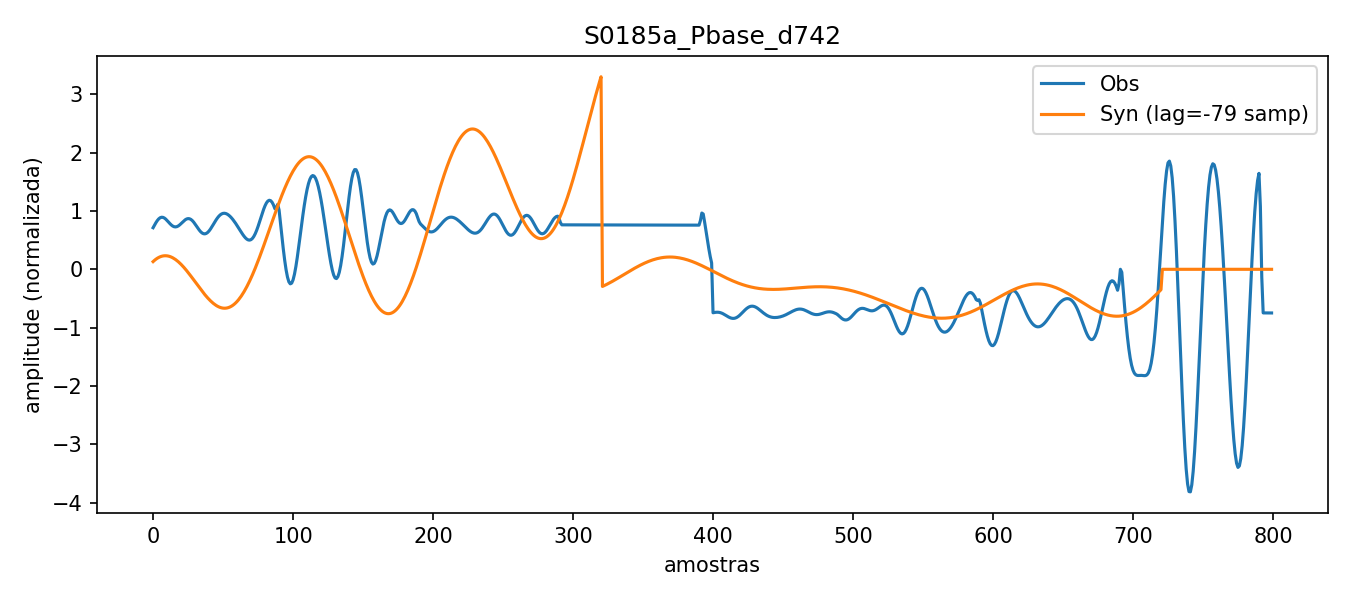 S0185a_Pbase_d742
Obs
Syn (lag=-79 samp)
amplitude (normalizada)
3
2
1
0
−1
−2
−3
−4
0 100 200 300 400 500 600 700 800
amostras